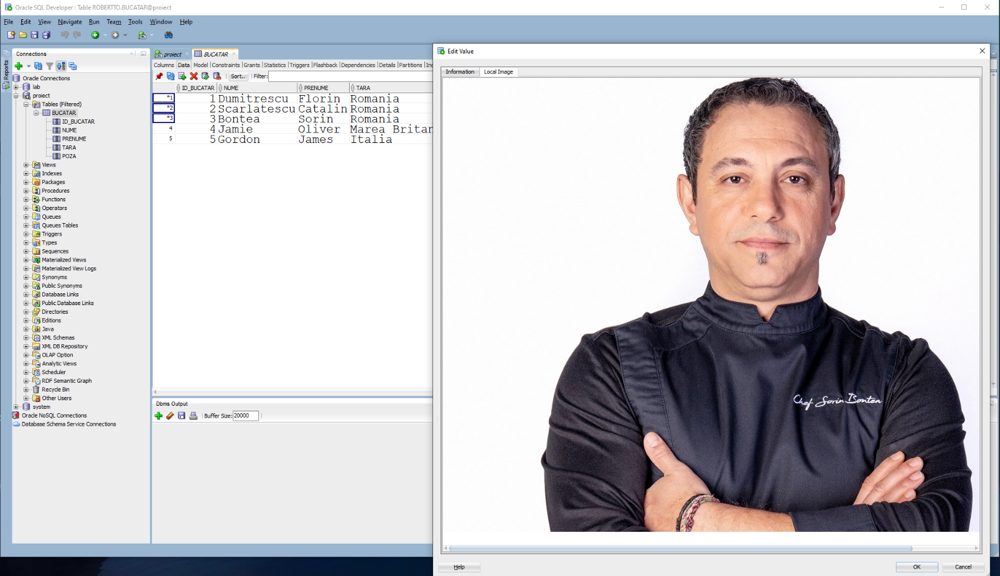 Oracle SQL Developer : Table ROBERTTO.BUCATAR@proiect
File Edit View Navigate Run Team Tools Window Help
Reports
Connections
Oracle Connections
lab
proiect
Tables (Filtered)
BUCATAR
ID_BUCATAR
NUME
PRENUME
TARA
POZA
Views
Indexes
Packages
Procedures
Functions
Operators
Queues
Queues Tables
Triggers
Types
Sequences
Materialized Views
Materialized View Logs
Synonyms
Public Synonyms
Database Links
Public Database Links
Directories
Editions
Java
XML Schemas
XML DB Repository
OLAP Option
Analytic Views
Scheduler
RDF Semantic Graph
Recycle Bin
Other Users
system
Oracle NoSQL Connections
Database Schema Service Connections
proiect BUCATAR
Columns Data Model Constraints Grants Statistics Triggers Flashback Dependencies Details Partitions Inc
Sort.. Filter:
ID_BUCATAR NUME PRENUME TARA
*1 1 Dumitrescu Florin Romania
*2 2 Scarlatescu Catalin Romania
*3 3 Bontea Sorin Romania
4 4 Jamie Oliver Marea Britan
5 5 Gordon James Italia
Dbms Output
Buffer Size: 20000
Edit Value
Information Local Image
Chef Sorin Bontea
Help OK Cancel